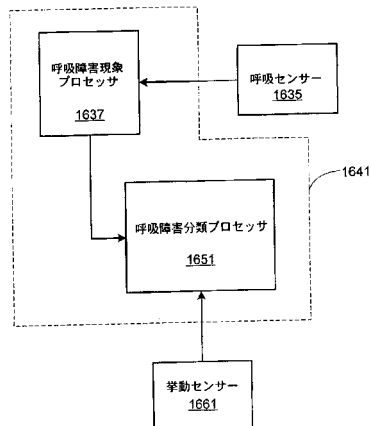 呼吸障害現象
プロセッサ
1637
呼吸センサー
1635
1641
呼吸障害分類プロセッサ
1651
挙動センサー
1661